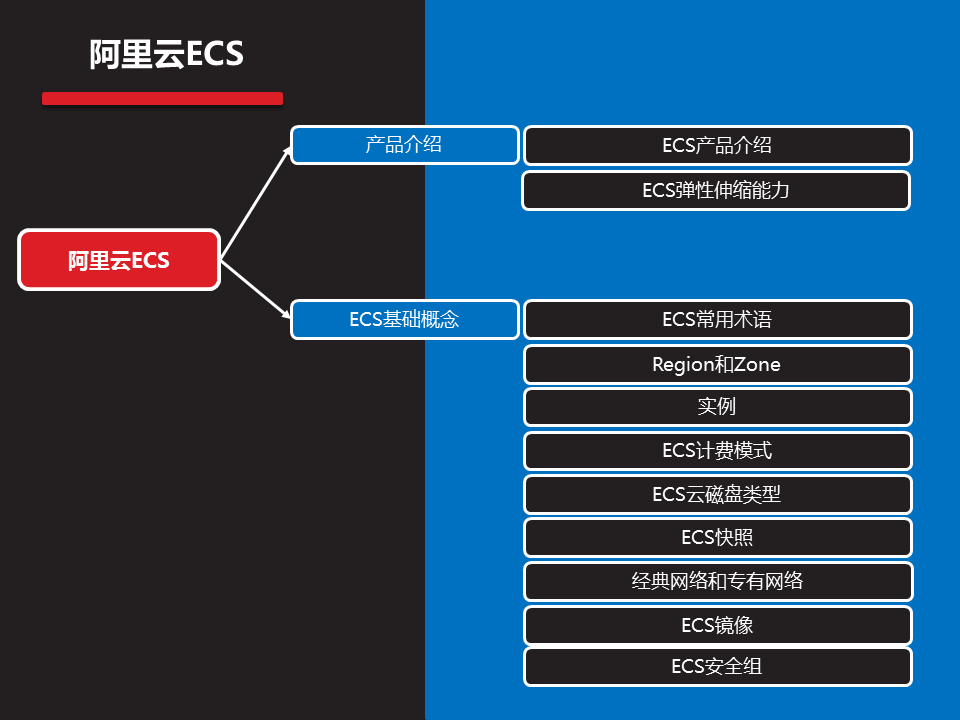 阿里云ECS
产品介绍
ECS产品介绍
ECS弹性伸缩能力
阿里云ECS
ECS基础概念
ECS常用术语
Region和Zone
实例
ECS计费模式
ECS云磁盘类型
ECS快照
经典网络和专有网络
ECS镜像
ECS安全组